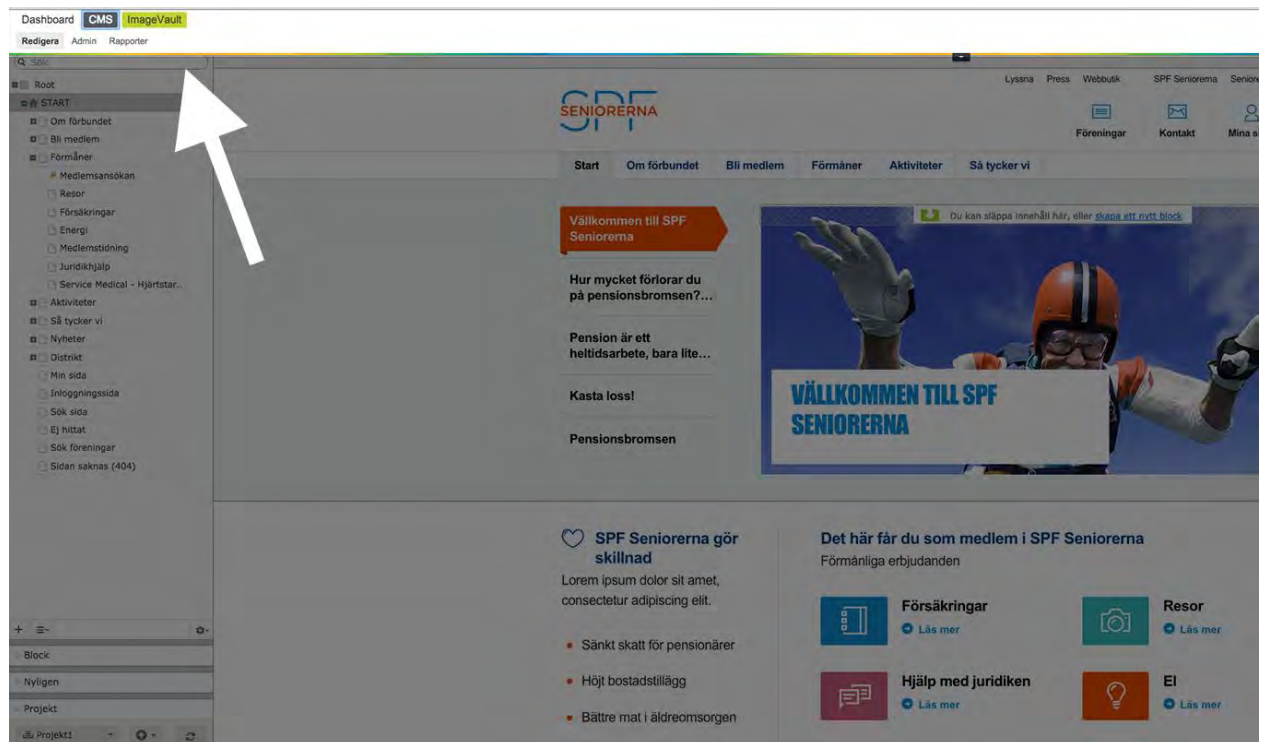 Dashboard CMS ImageVault
Redigera Admin Rapporter
Sök
Root
START
Om förbundet
Bli medlem
Förmåner
Medlemsansökan
Resor
Försäkringar
Energi
Medlemstidning
Juridikhjälp
Service Medical - Hjärtstar...
Aktiviteter
Så tycker vi
Nyheter
Distrikt
Min sida
Inloggningssida
Sök sida
Ej hittat
Sök föreningar
Sidan saknas (404)
Block
Nyligen
Projekt
Projekt1
Lyssna Press Webbutik SPF Seniorerna
SPF
SENIORERNA
Föreningar Kontakt Mina s
Start Om förbundet Bli medlem Förmåner Aktiviteter Så tycker vi
Vällkommen till SPF
Seniorerna
Hur mycket förlorar du
på pensionsbromsen?...
Pension är ett
heltidsarbete, bara lite...
Kasta loss!
Pensionsbromsen
Du kan släppa innehåll här, eller skapa ett nytt block
VÄLLKOMMEN TILL SPF
SENIORERNA
SPF Seniorerna gör
skillnad
Lorem ipsum dolor sit amet,
consectetur adipiscing elit.
Sänkt skatt för pensionärer
Höjt bostadstillägg
Bättre mat i äldreomsorgen
Det här får du som medlem i SPF Seniorerna
Förmånliga erbjudanden
Försäkringar
Läs mer
Resor
Läs mer
Hjälp med juridiken
Läs mer
El
Läs mer